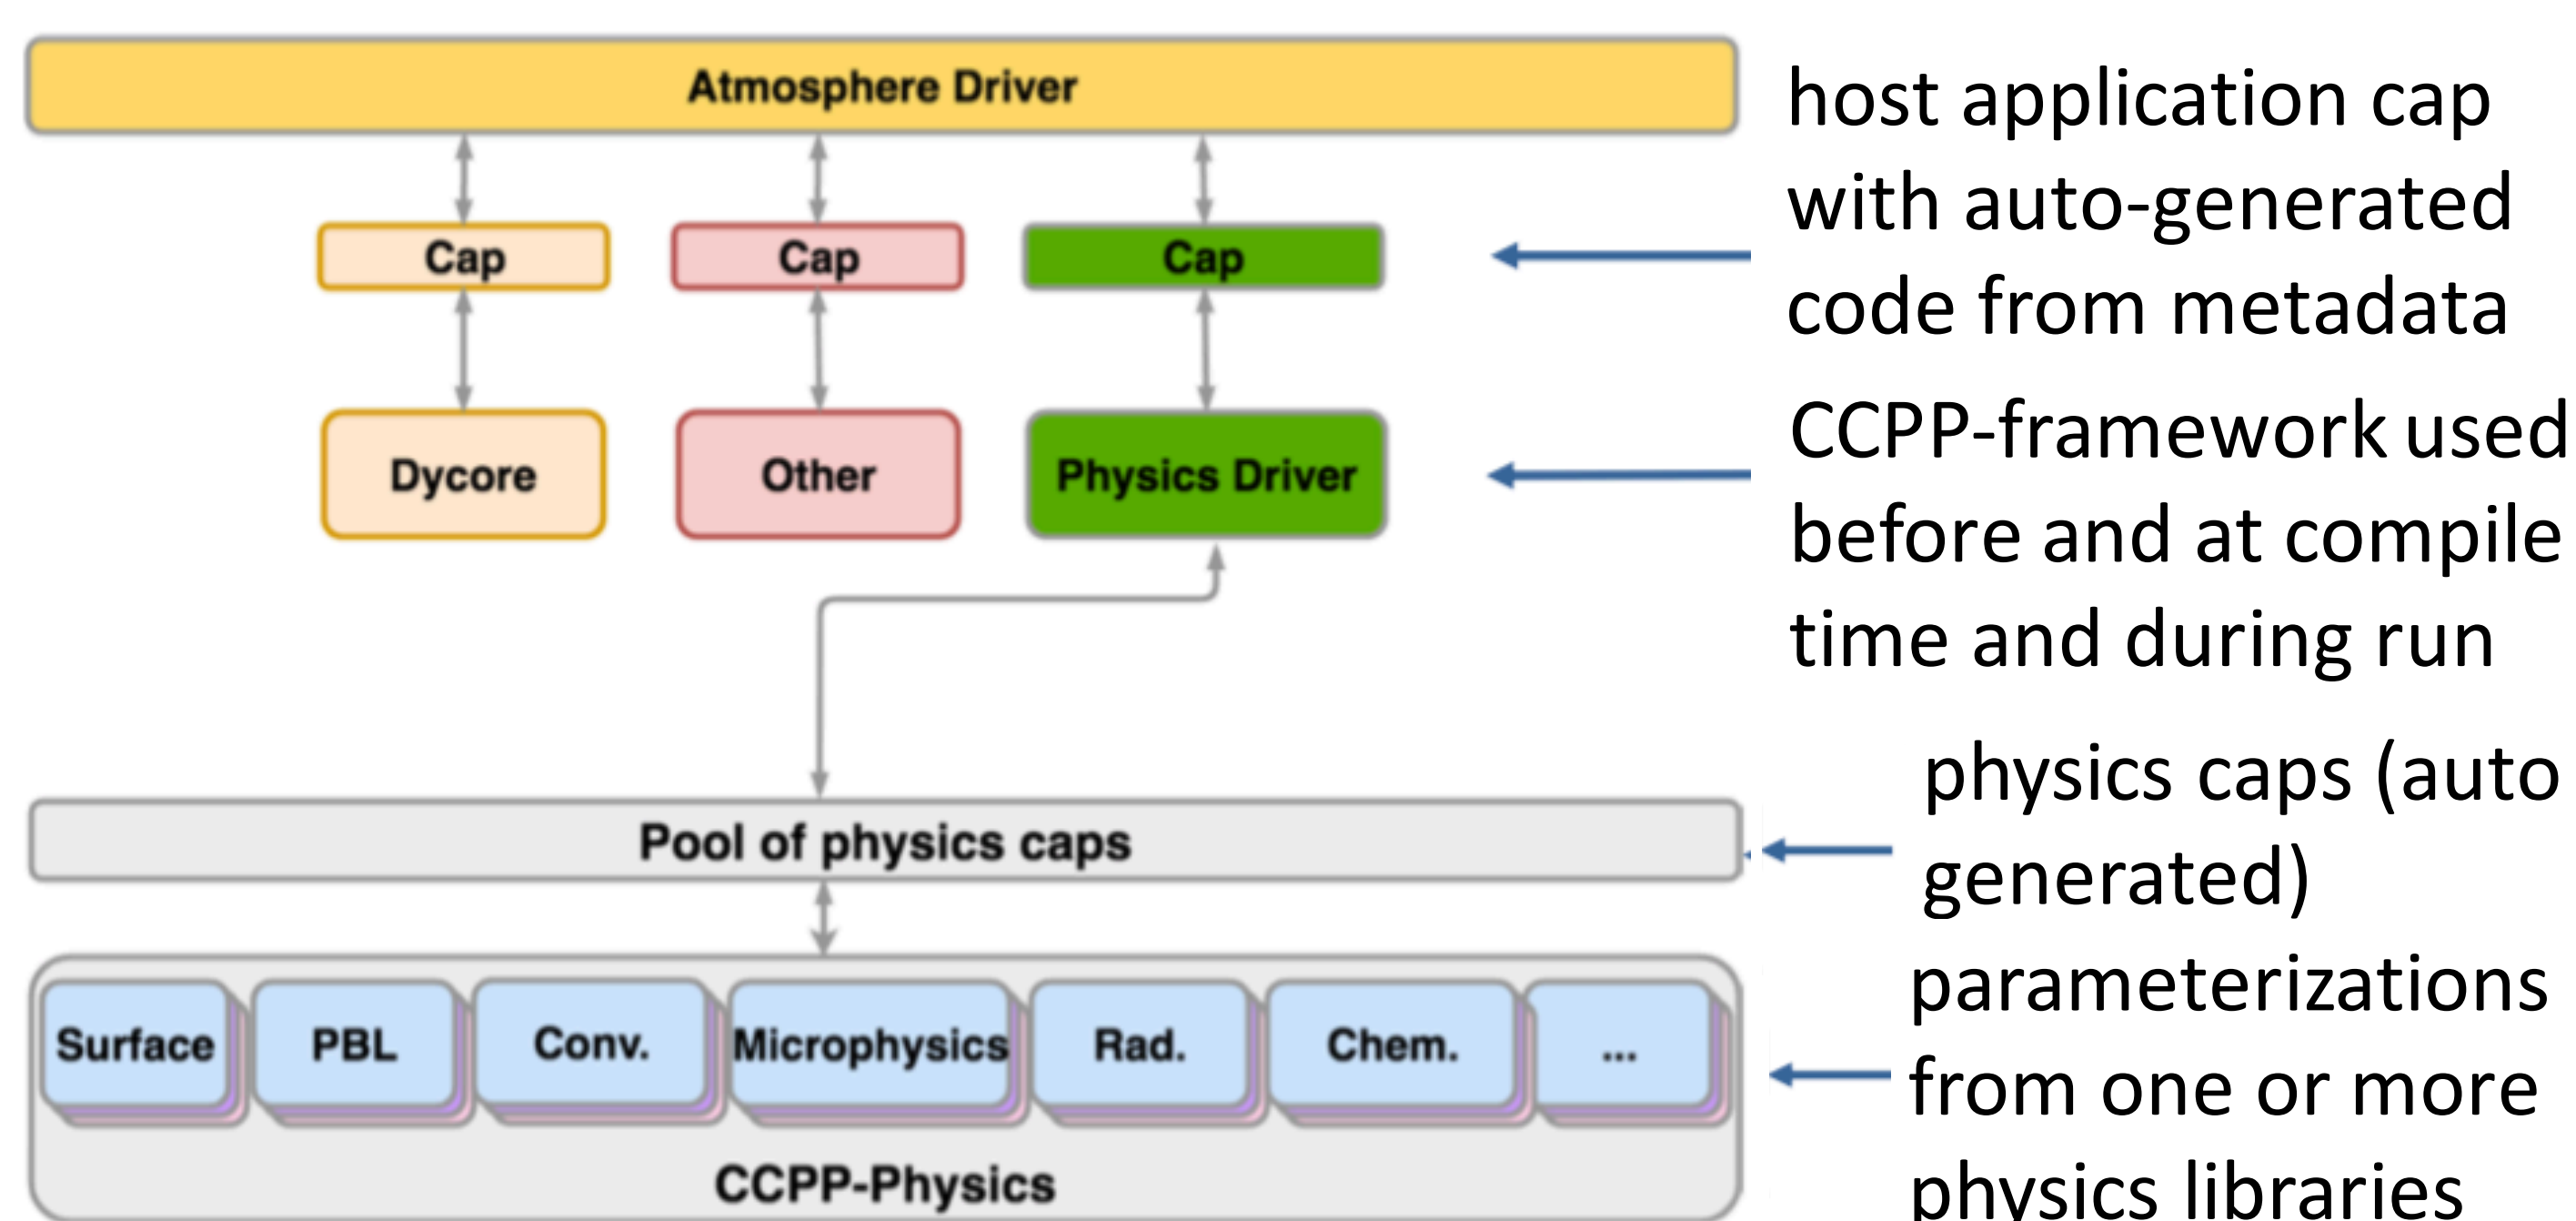 Atmosphere Driver
host application cap
with auto-generated
code from metadata
Cap
Cap
Cap
CCPP-framework used
before and at compile
time and during run
Dycore
Other
Physics Driver
Pool of physics caps
physics caps (auto
generated)
Surface
PBL
Conv.
Microphysics
Rad.
Chem.
...
parameterizations
from one or more
physics libraries
CCPP-Physics